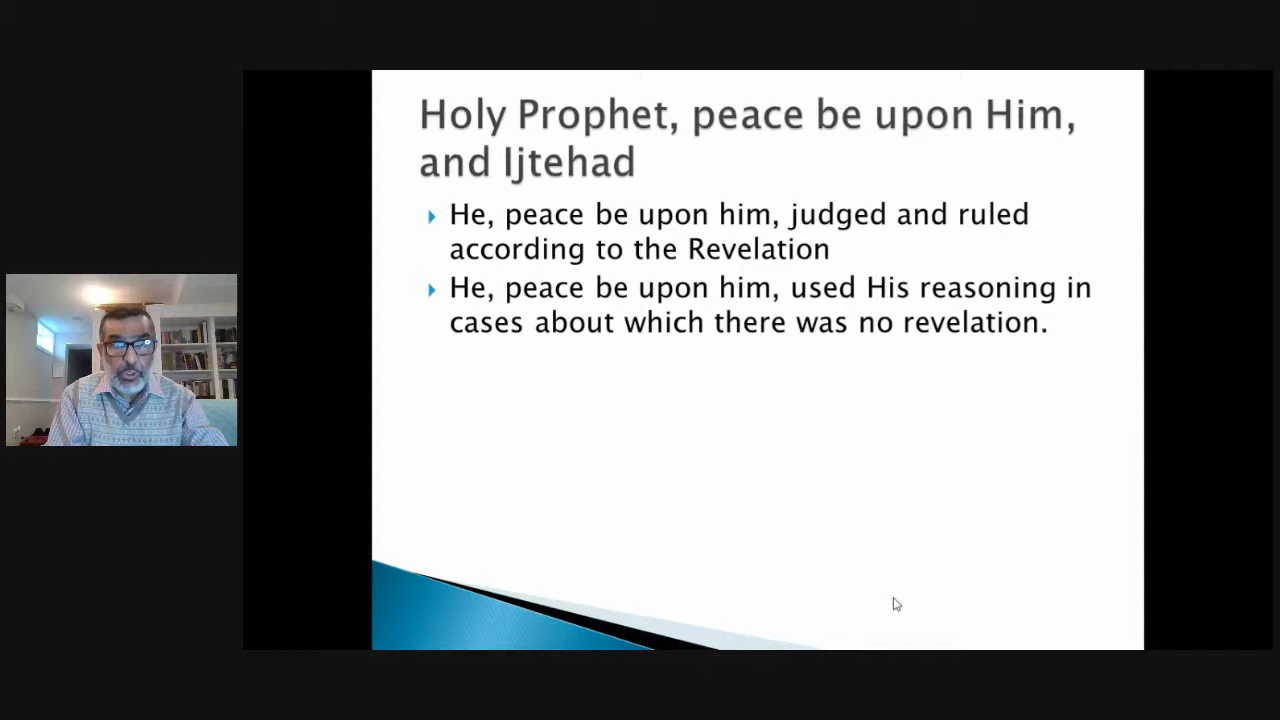 Holy Prophet, peace be upon Him,
and Ijtehad
He, peace be upon him, judged and ruled
according to the Revelation
He, peace be upon him, used His reasoning in
cases about which there was no revelation.